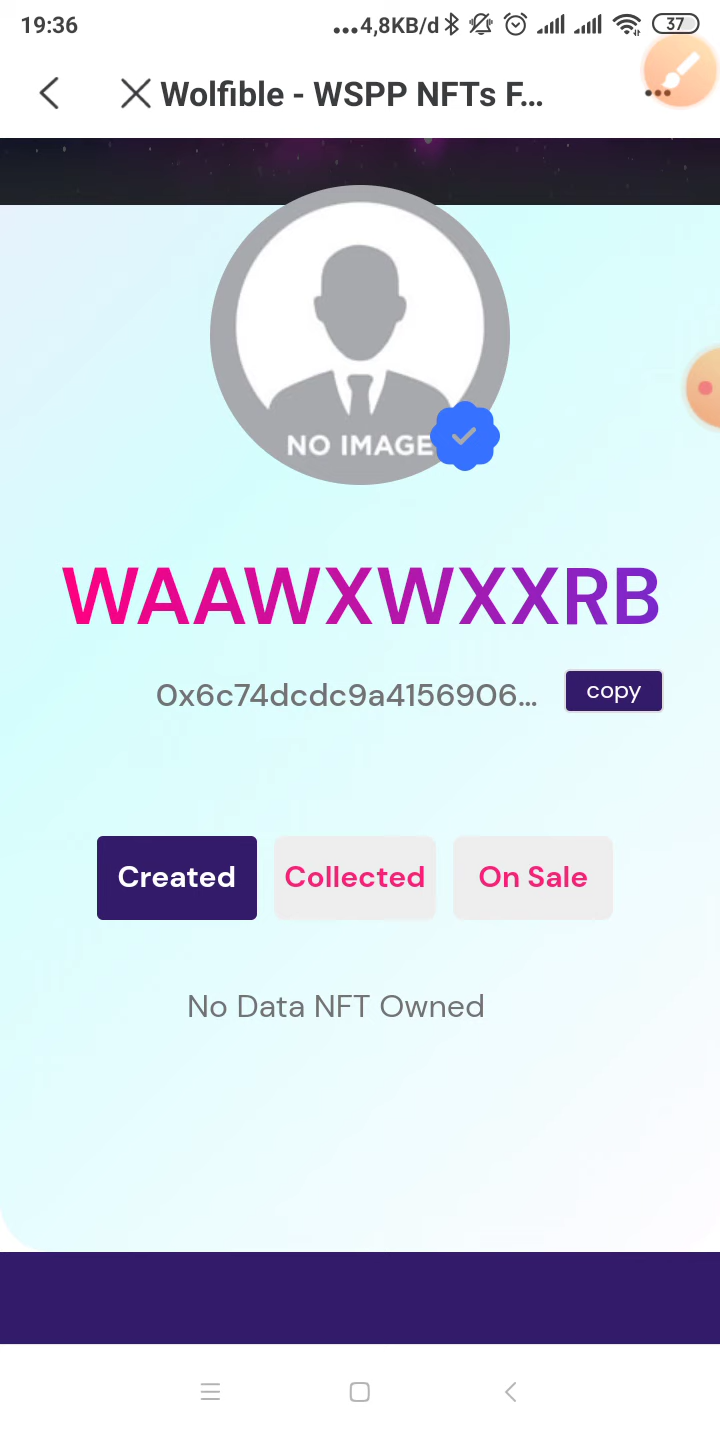 19:36
...4,8KB/d
37
Wolfible - WSPP NFTs F...
NO IMAGE
WAAWXWXXRB
0x6c74dcdc9a4156906...
copy
Created
Collected
On Sale
No Data NFT Owned